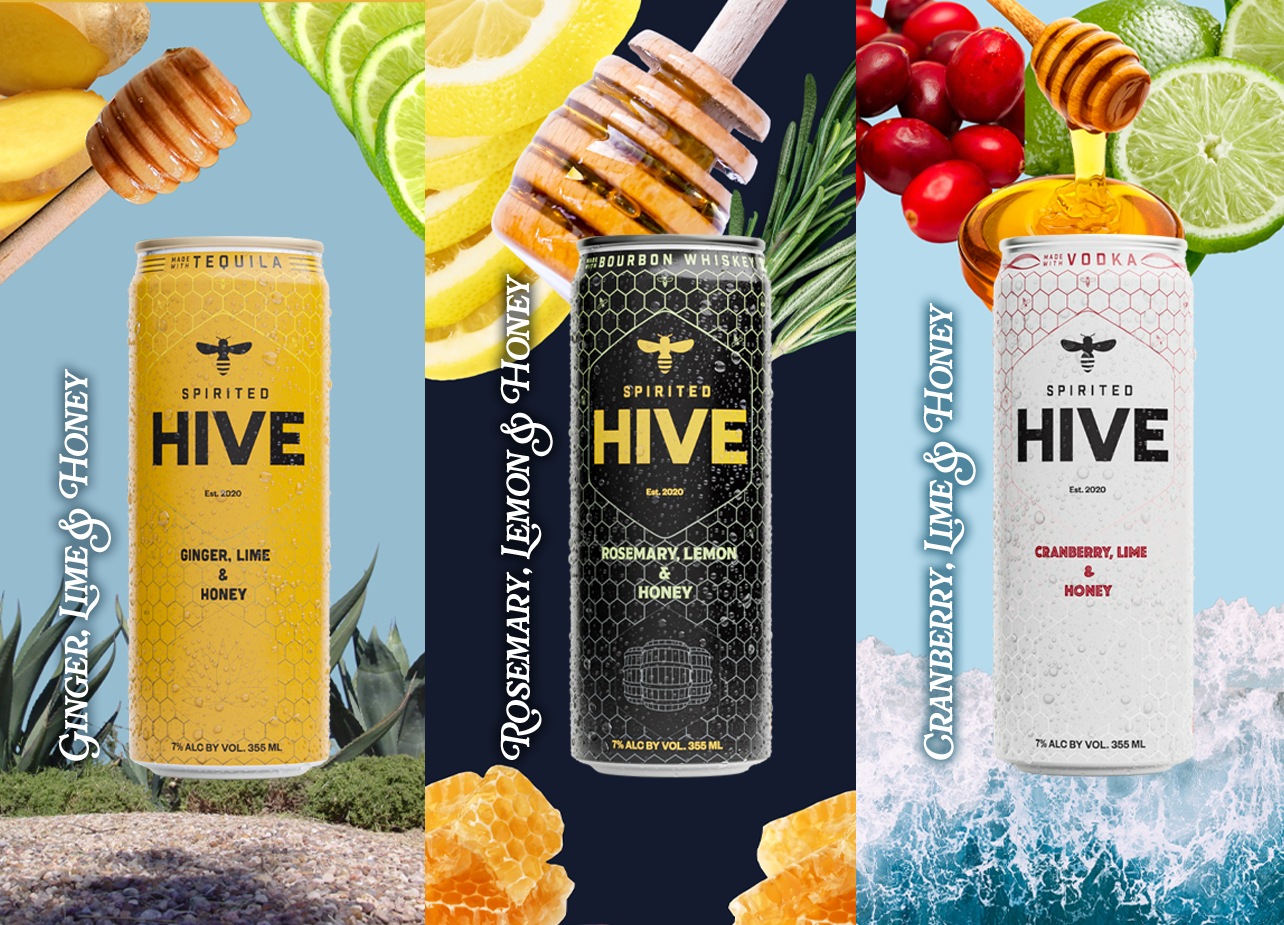 Ginger, Lime & Honey
MADE WITH TEQUILA
SPIRITED
HIVE
Est. 2020
GINGER, LIME
&
HONEY
7% ALC BY VOL. 355 ML
Rosemary, Lemon & Honey
MADE WITH BOURBON WHISKEY
SPIRITED
HIVE
Est. 2020
ROSEMARY, LEMON
&
HONEY
7% ALC BY VOL. 355 ML
Cranberry, Lime & Honey
MADE WITH VODKA
SPIRITED
HIVE
Est. 2020
CRANBERRY, LIME
&
HONEY
7% ALC BY VOL. 355 ML